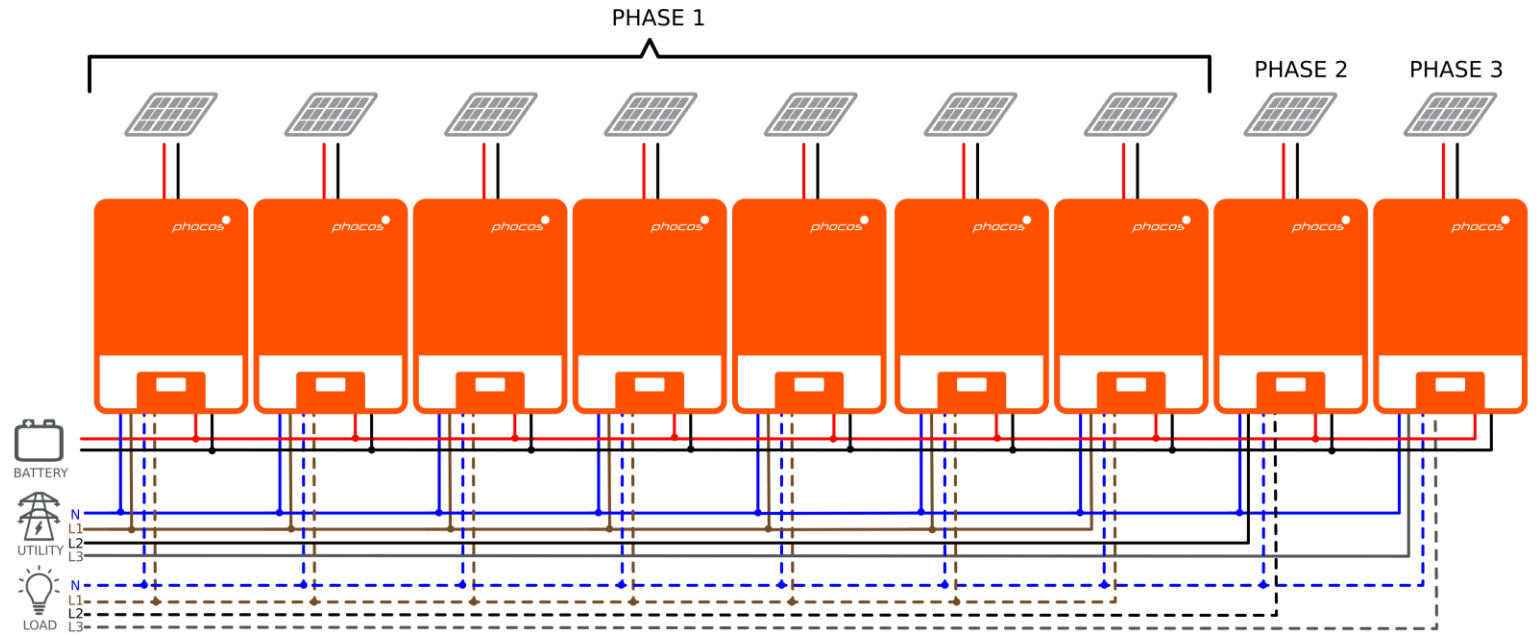 PHASE 1
PHASE 2
PHASE 3
phocos
phocos
phocos
phocos
phocos
phocos
phocos
phocos
phocos
BATTERY
N
L1
L2
UTILITY
L3
N
L1
L2
LOAD
L3